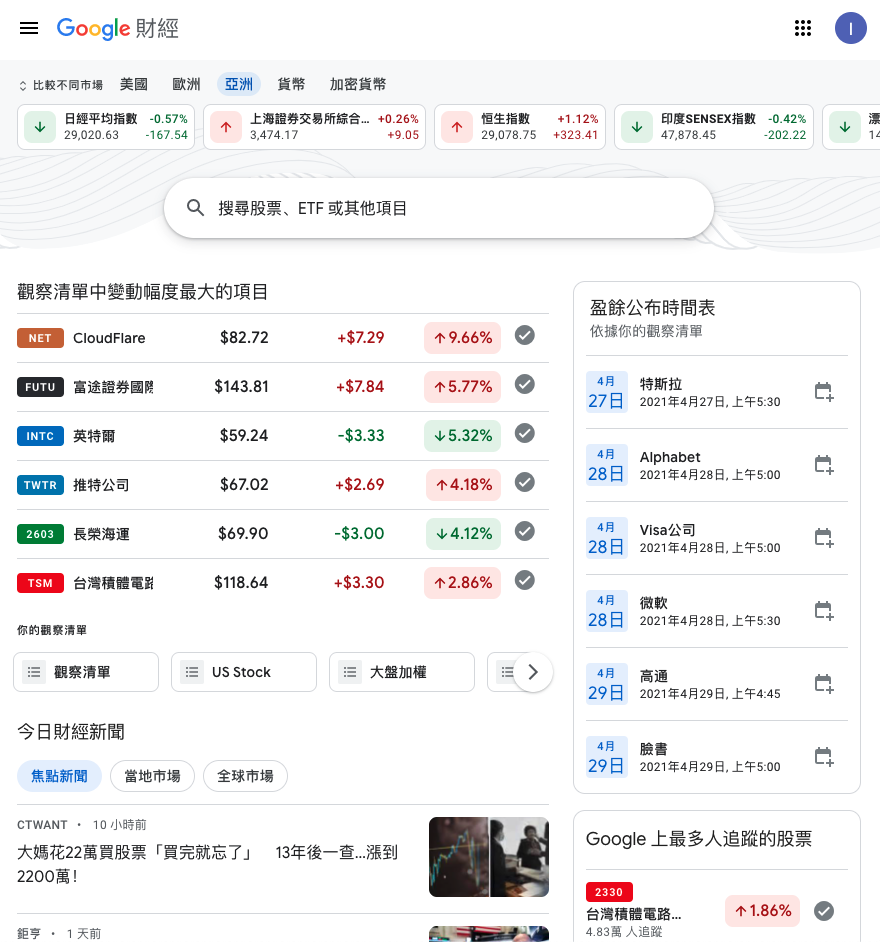 Google 財經
I
比較不同市場 美國 歐洲 亞洲 貨幣 加密貨幣
日經平均指數 -0.57%
29,020.63 -167.54
上海證券交易所綜合... +0.26%
3,474.17 +9.05
恒生指數 +1.12%
29,078.75 +323.41
印度SENSEX指數 -0.42%
47,878.45 -202.22
14
搜尋股票、ETF 或其他項目
觀察清單中變動幅度最大的項目
NET CloudFlare $82.72 +$7.29 ↑9.66%
FUTU 富途證券國際 $143.81 +$7.84 ↑5.77%
INTC 英特爾 $59.24 -$3.33 ↓5.32%
TWTR 推特公司 $67.02 +$2.69 ↑4.18%
2603 長榮海運 $69.90 -$3.00 ↓4.12%
TSM 台灣積體電路 $118.64 +$3.30 ↑2.86%
你的觀察清單
觀察清單 US Stock 大盤加權
今日財經新聞
焦點新聞 當地市場 全球市場
CTWANT • 10 小時前
大媽花22萬買股票「買完就忘了」 13年後一查...漲到
2200萬!
鉅亨 • 1 天前
盈餘公布時間表
依據你的觀察清單
4月
27日
特斯拉
2021年4月27日, 上午5:30
4月
28日
Alphabet
2021年4月28日, 上午5:00
4月
28日
Visa公司
2021年4月28日, 上午5:00
4月
28日
微軟
2021年4月28日, 上午5:30
4月
29日
高通
2021年4月29日, 上午4:45
4月
29日
臉書
2021年4月29日, 上午5:00
Google 上最多人追蹤的股票
2330
台灣積體電路... ↑1.86%
4.83萬 人追蹤